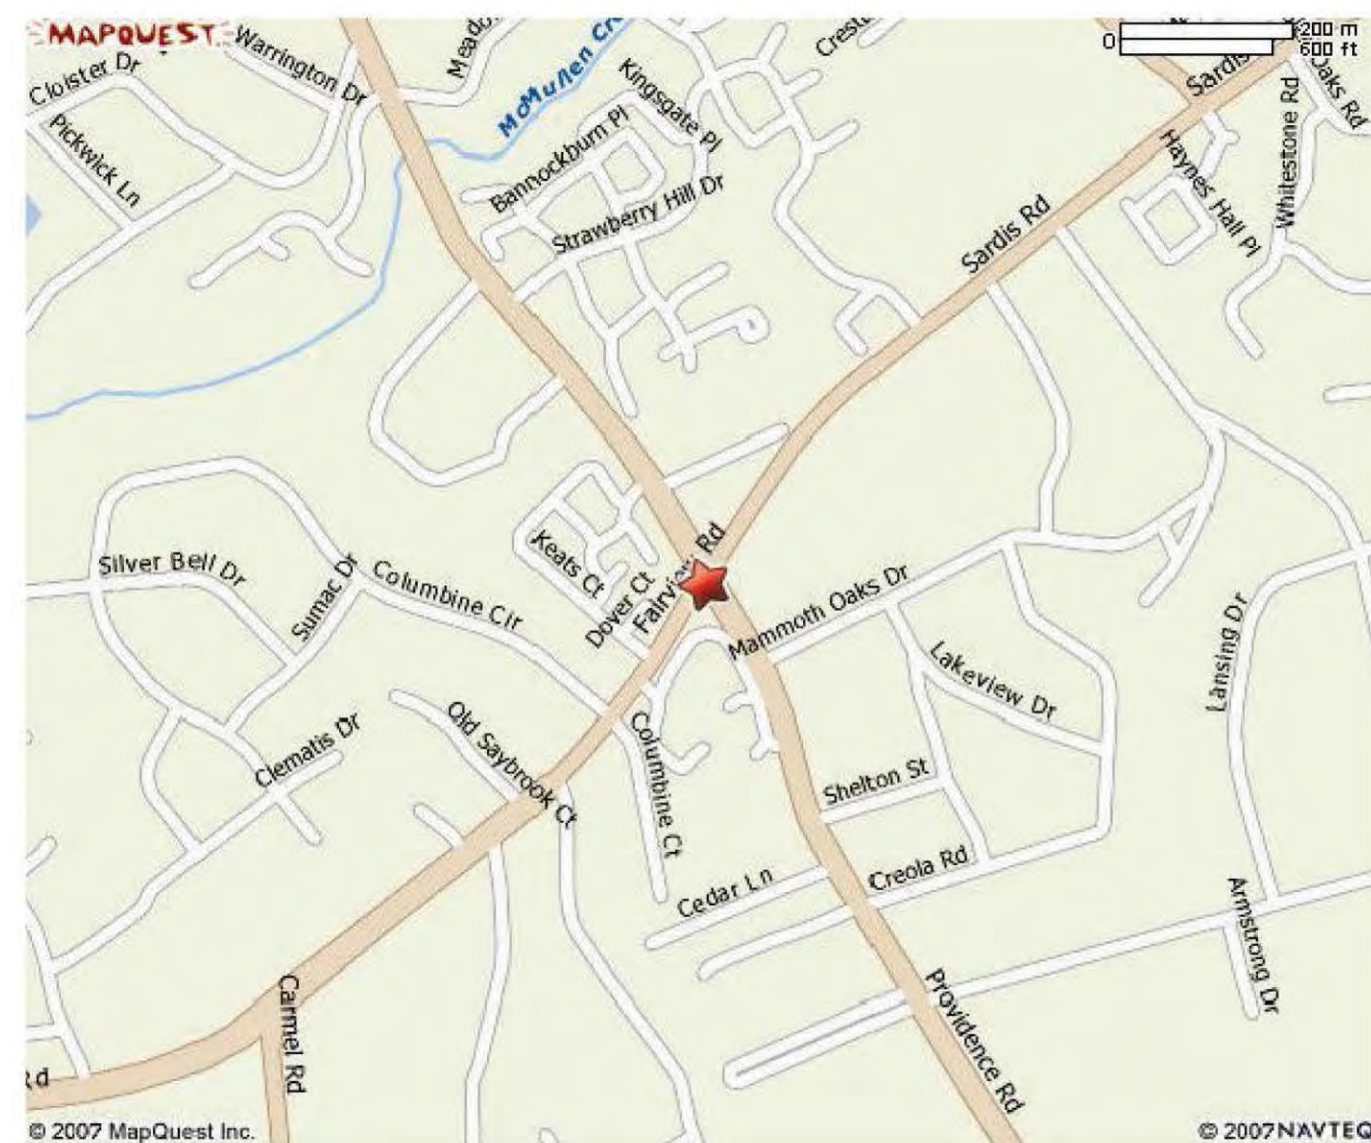 MAPQUEST
Warrington Dr
McMullen
200 m
0
600 ft
Cloister Dr
Kingsgate Pl
Sardis
Oaks Rd
Pickwick Ln
Bannockburn Pl
Whitestone Rd
Haynes Hall Pl
Strawberry Hill Dr
Sardis Rd
Silver Bell Dr
Sumac Dr
Columbine Cir
Keats Ct
Dover Ct
Rd
Mammoth Oaks Dr
Lakeview Dr
Lansing Dr
Clematis Dr
Old Saybrook Ct
Columbine Ct
Shelton St
Cedar Ln
Creola Rd
Armstrong Dr
Carmel Rd
Providence Rd
Rd
© 2007 MapQuest Inc.
© 2007 NAVTEQ